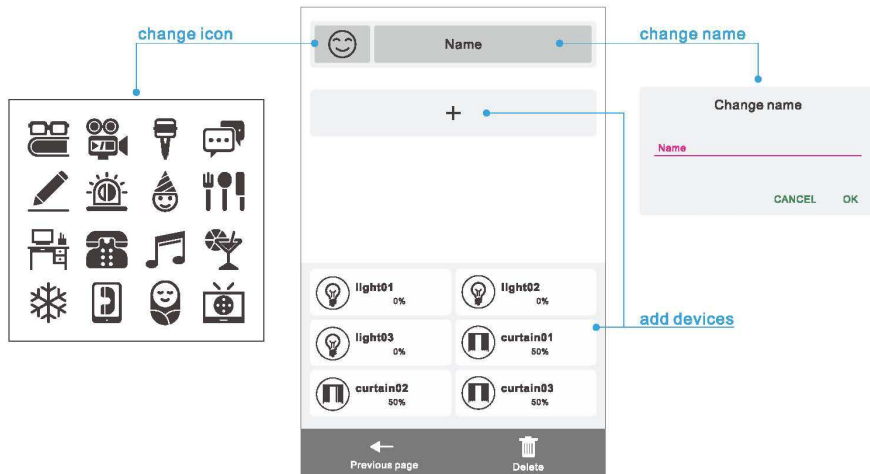 change icon
Name
change name
+
Change name
Name
CANCEL OK
light01
0%
light02
0%
light03
0%
curtain01
50%
add devices
curtain02
50%
curtain03
50%
Previous page
Delete